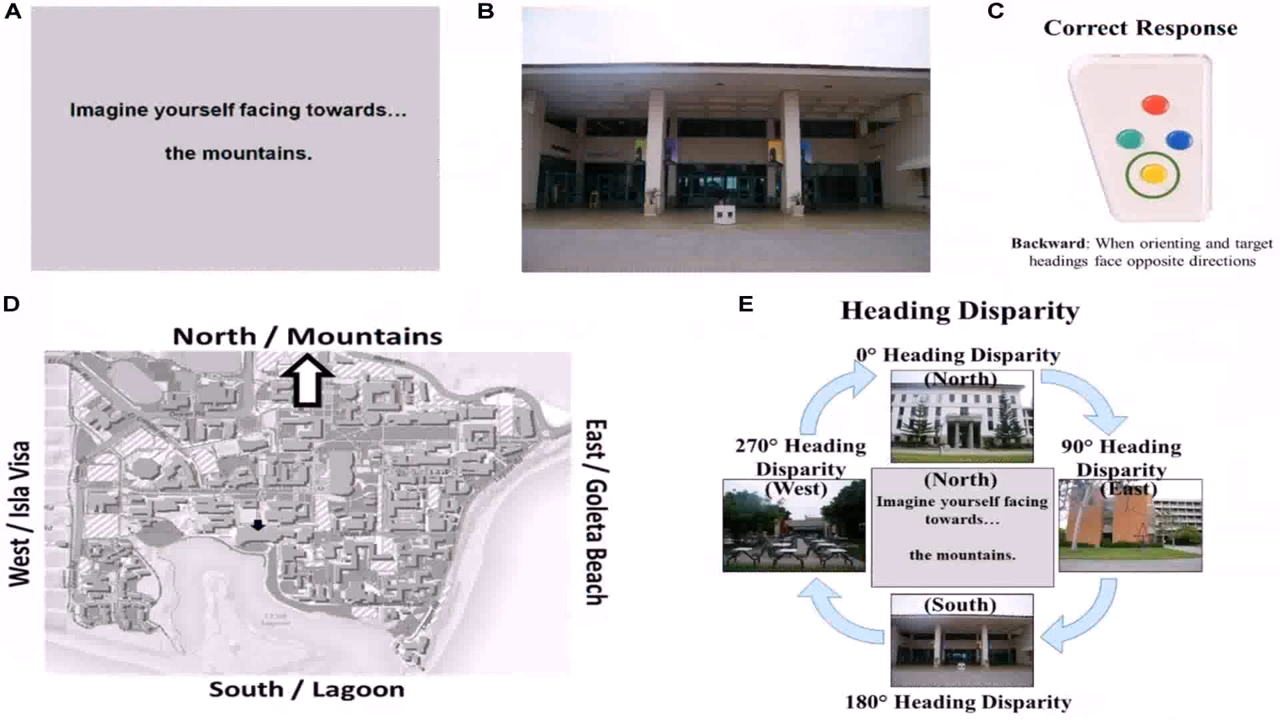 A
Imagine yourself facing towards...
the mountains.
B
C
Correct Response
Backward: When orienting and target
headings face opposite directions
D
North / Mountains
West / Isla Visa
East / Goleta Beach
South / Lagoon
E
Heading Disparity
0° Heading Disparity
(North)
270° Heading
Disparity
(West)
90° Heading
Disparity
(East)
(North)
Imagine yourself facing
towards...
the mountains.
(South)
180° Heading Disparity